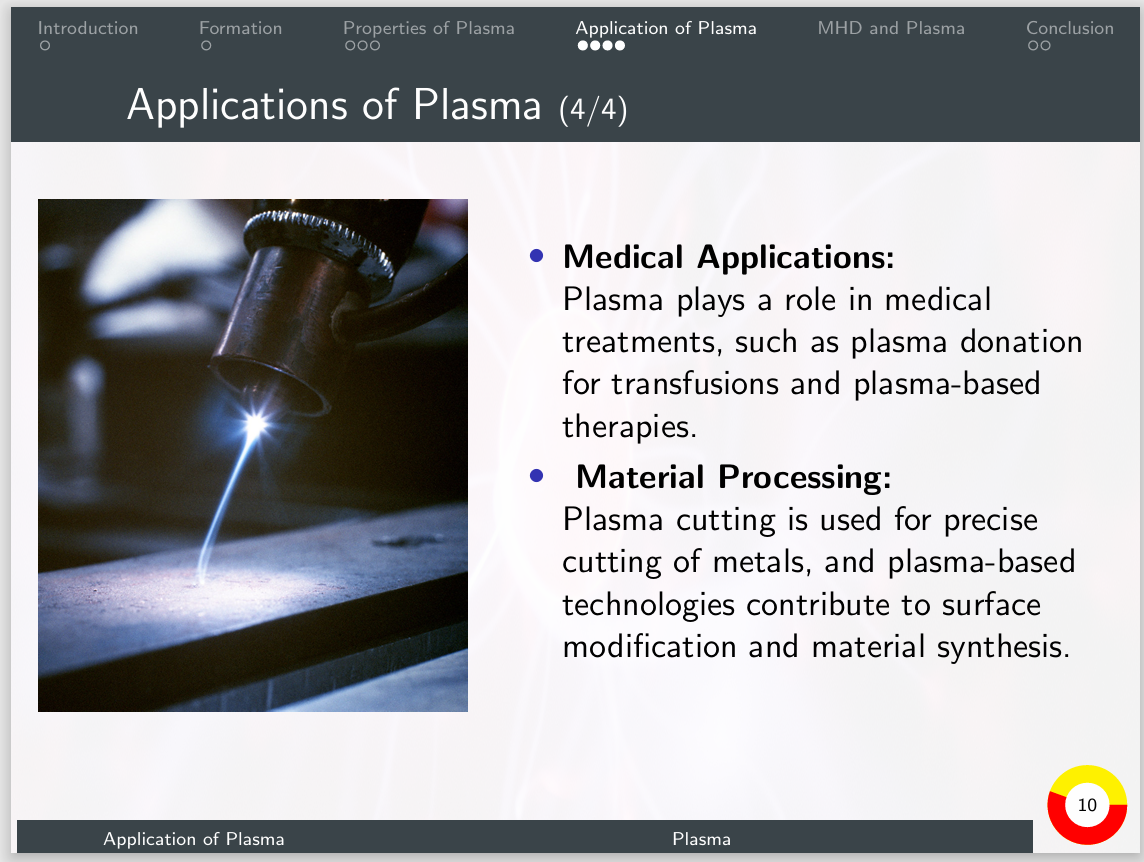 Introduction
Formation
Properties of Plasma
Application of Plasma
MHD and Plasma
Conclusion
Applications of Plasma (4/4)
Medical Applications:
Plasma plays a role in medical
treatments, such as plasma donation
for transfusions and plasma-based
therapies.
Material Processing:
Plasma cutting is used for precise
cutting of metals, and plasma-based
technologies contribute to surface
modification and material synthesis.
10
Application of Plasma
Plasma